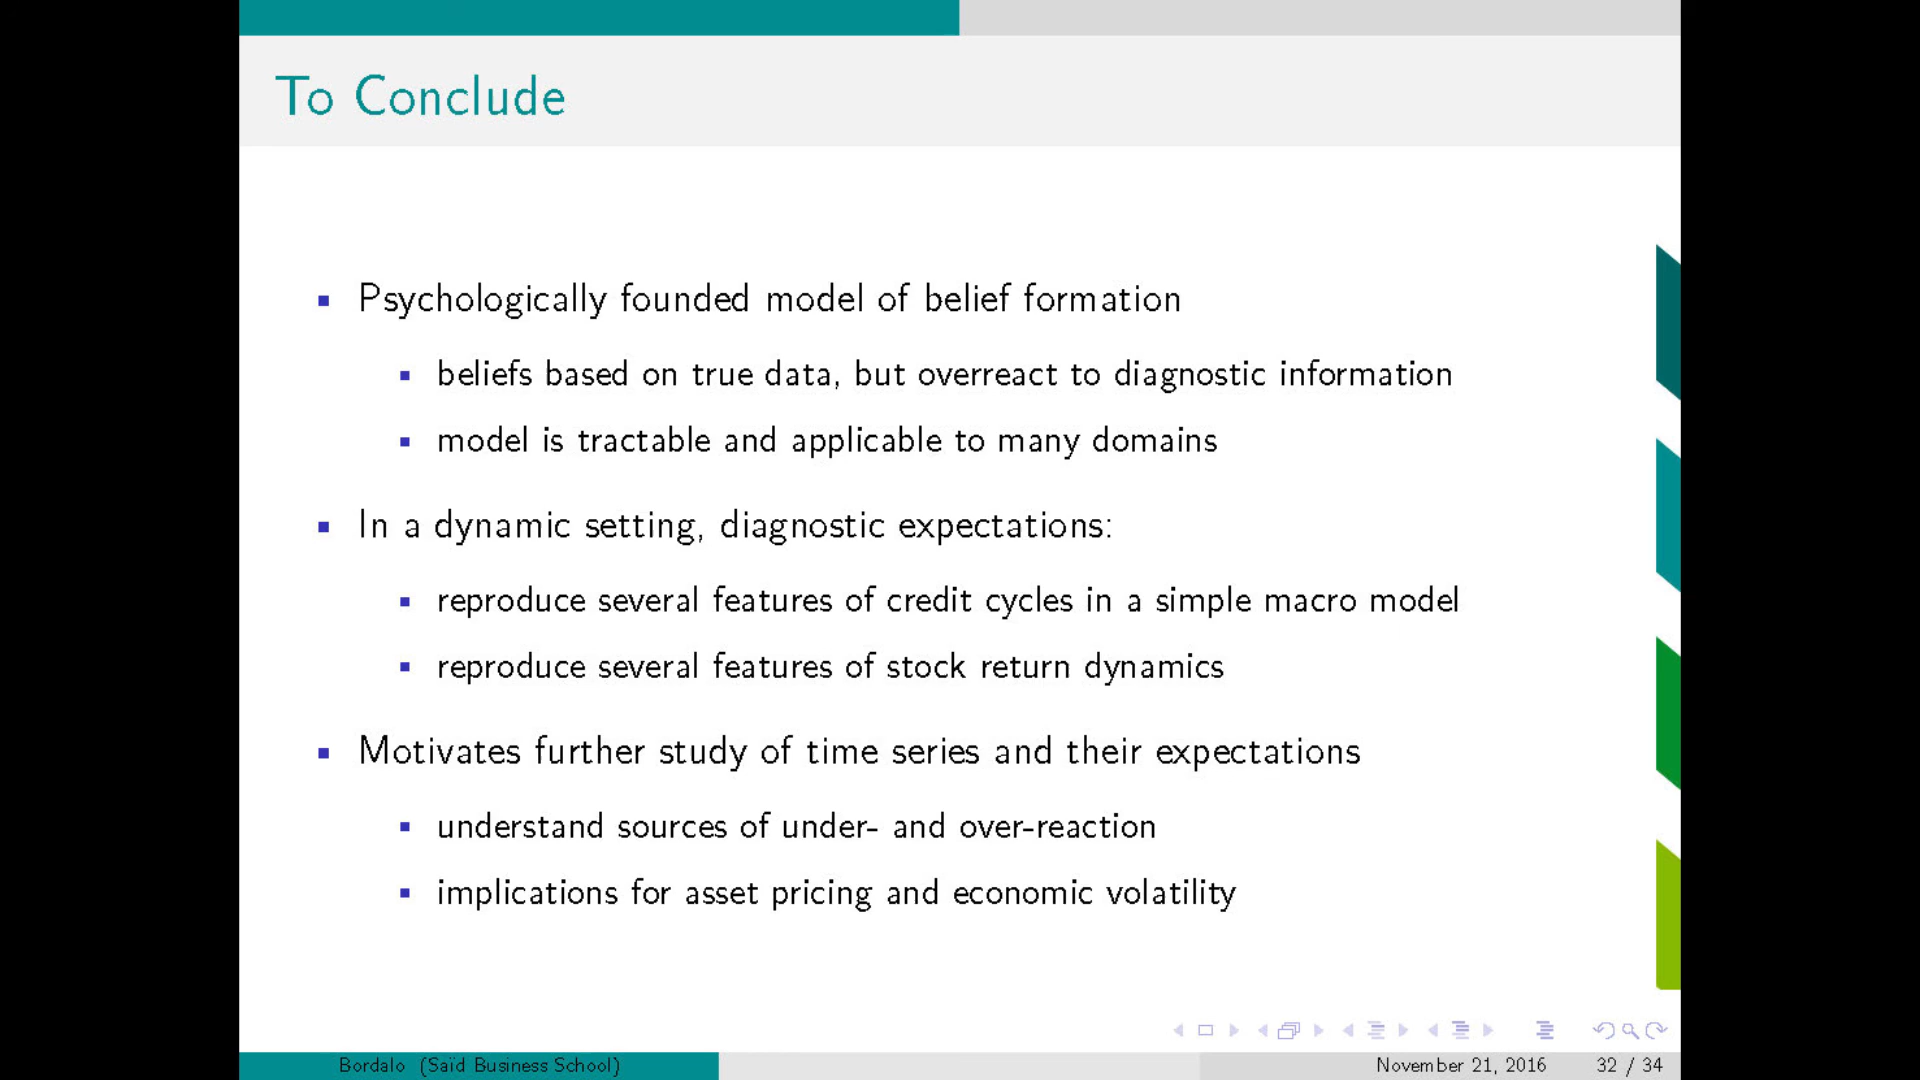 To Conclude
Psychologically founded model of belief formation
beliefs based on true data, but overreact to diagnostic information
model is tractable and applicable to many domains
In a dynamic setting, diagnostic expectations:
reproduce several features of credit cycles in a simple macro model
reproduce several features of stock return dynamics
Motivates further study of time series and their expectations
understand sources of under- and over-reaction
implications for asset pricing and economic volatility
Bordalo (Saïd Business School) November 21, 2016 32 / 34